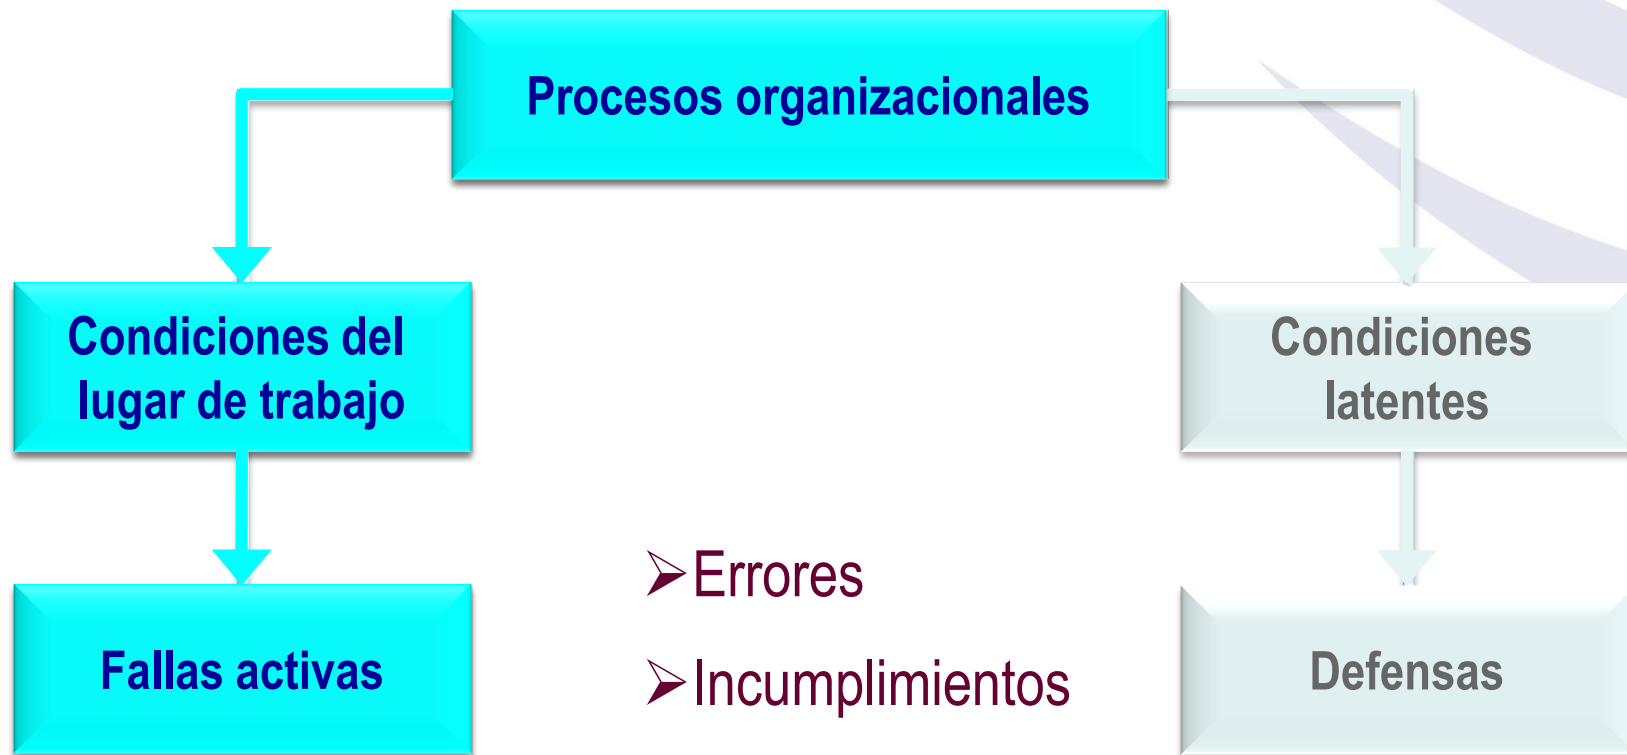 Procesos organizacionales
Condiciones del
lugar de trabajo
Condiciones
latentes
Fallas activas
➢Errores
➢Incumplimientos
Defensas